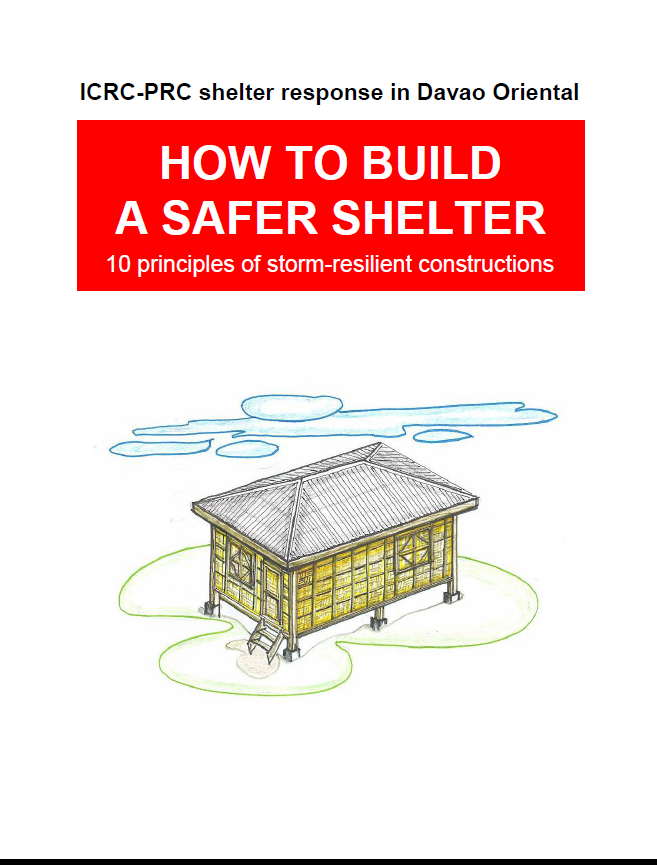 ICRC-PRC shelter response in Davao Oriental
HOW TO BUILD
A SAFER SHELTER
10 principles of storm-resilient constructions